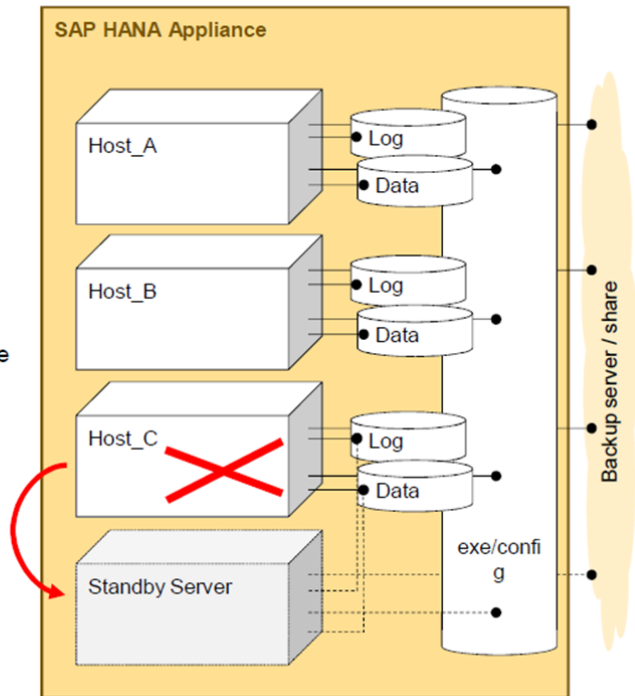 SAP HANA Appliance
Host_A
Log
Data
Host_B
Log
Data
e
Host_C
Log
Data
Standby Server
exe/confi
g
Backup server / share